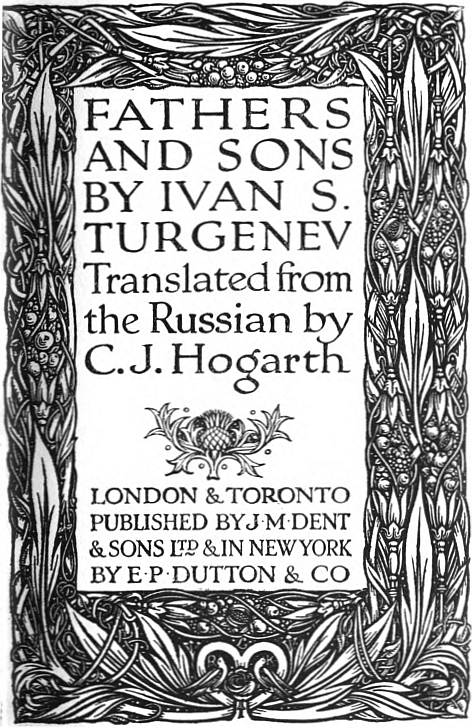 FATHERS
AND SONS
BY IVAN S.
TURGENEV
Translated from
the Russian by
C. J. Hogarth
LONDON & TORONTO
PUBLISHED BY J·M·DENT
& SONS LTD & IN NEW YORK
BY E·P·DUTTON & CO